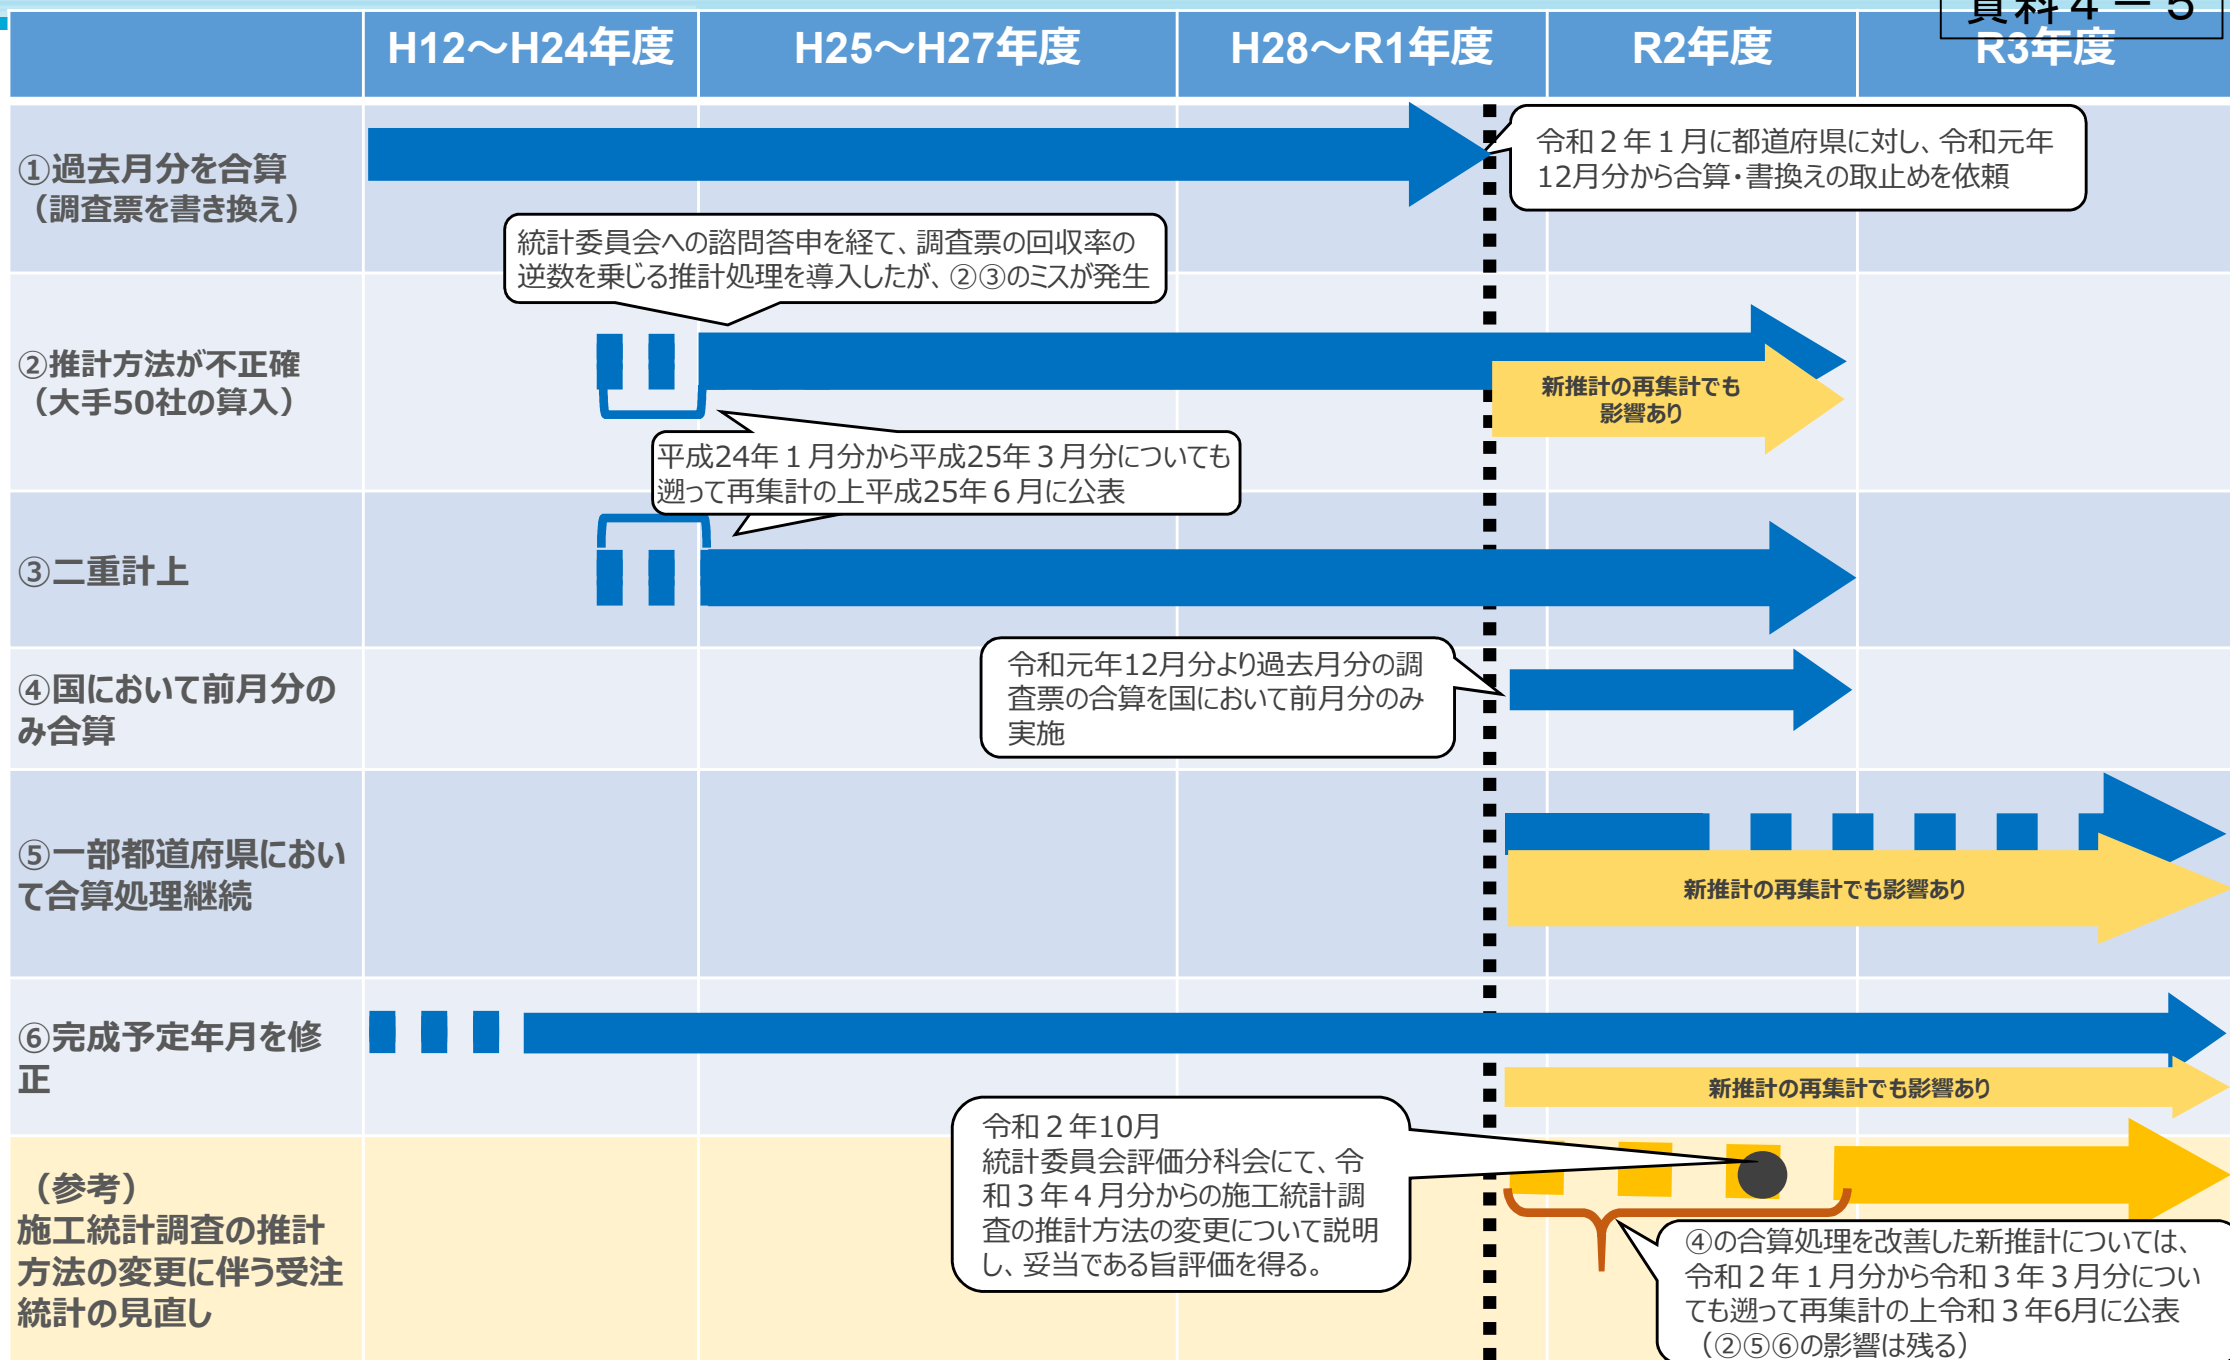 資料４－５
H12～H24年度
H25～H27年度
H28～R1年度
R2年度
R3年度
①過去月分を合算
（調査票を書き換え）
令和２年１月に都道府県に対し、令和元年
12月分から合算・書換えの取止めを依頼
統計委員会への諮問答申を経て、調査票の回収率の
逆数を乗じる推計処理を導入したが、②③のミスが発生
②推計方法が不正確
（大手50社の算入）
新推計の再集計でも
影響あり
平成24年１月分から平成25年３月分についても
遡って再集計の上平成25年６月に公表
③二重計上
④国において前月分の
み合算
令和元年12月分より過去月分の調
査票の合算を国において前月分のみ
実施
⑤一部都道府県におい
て合算処理継続
新推計の再集計でも影響あり
⑥完成予定年月を修
正
新推計の再集計でも影響あり
（参考）
施工統計調査の推計
方法の変更に伴う受注
統計の見直し
令和２年10月
統計委員会評価分科会にて、令
和３年４月分からの施工統計調
査の推計方法の変更について説明
し、妥当である旨評価を得る。
④の合算処理を改善した新推計については、
令和２年１月分から令和３年３月分につい
ても遡って再集計の上令和３年6月に公表
（②⑤⑥の影響は残る）